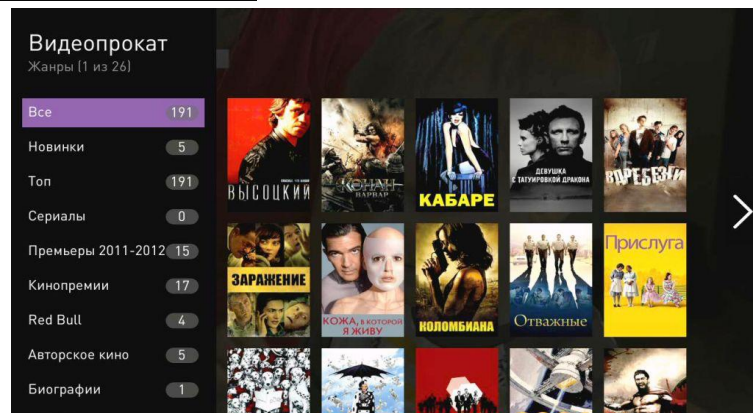 Видеопрокат
Жанры (1 из 26)
Все 191
Новинки 5
Топ 191
Сериалы 0
Премьеры 2011-2012 15
Кинопремии 17
Red Bull 4
Авторское кино 5
Биографии 1
ВЫСОЦКИЙ
КОНАН
ВАРВАР
КАБАРЕ
ДЕВУШКА
С ТАТУИРОВКОЙ ДРАКОНА
ВДРЕБЕЗГИ
ЗАРАЖЕНИЕ
КОЖА, В КОТОРОЙ
Я ЖИВУ
КОЛОМБИАНА
Отважные
Прислуга